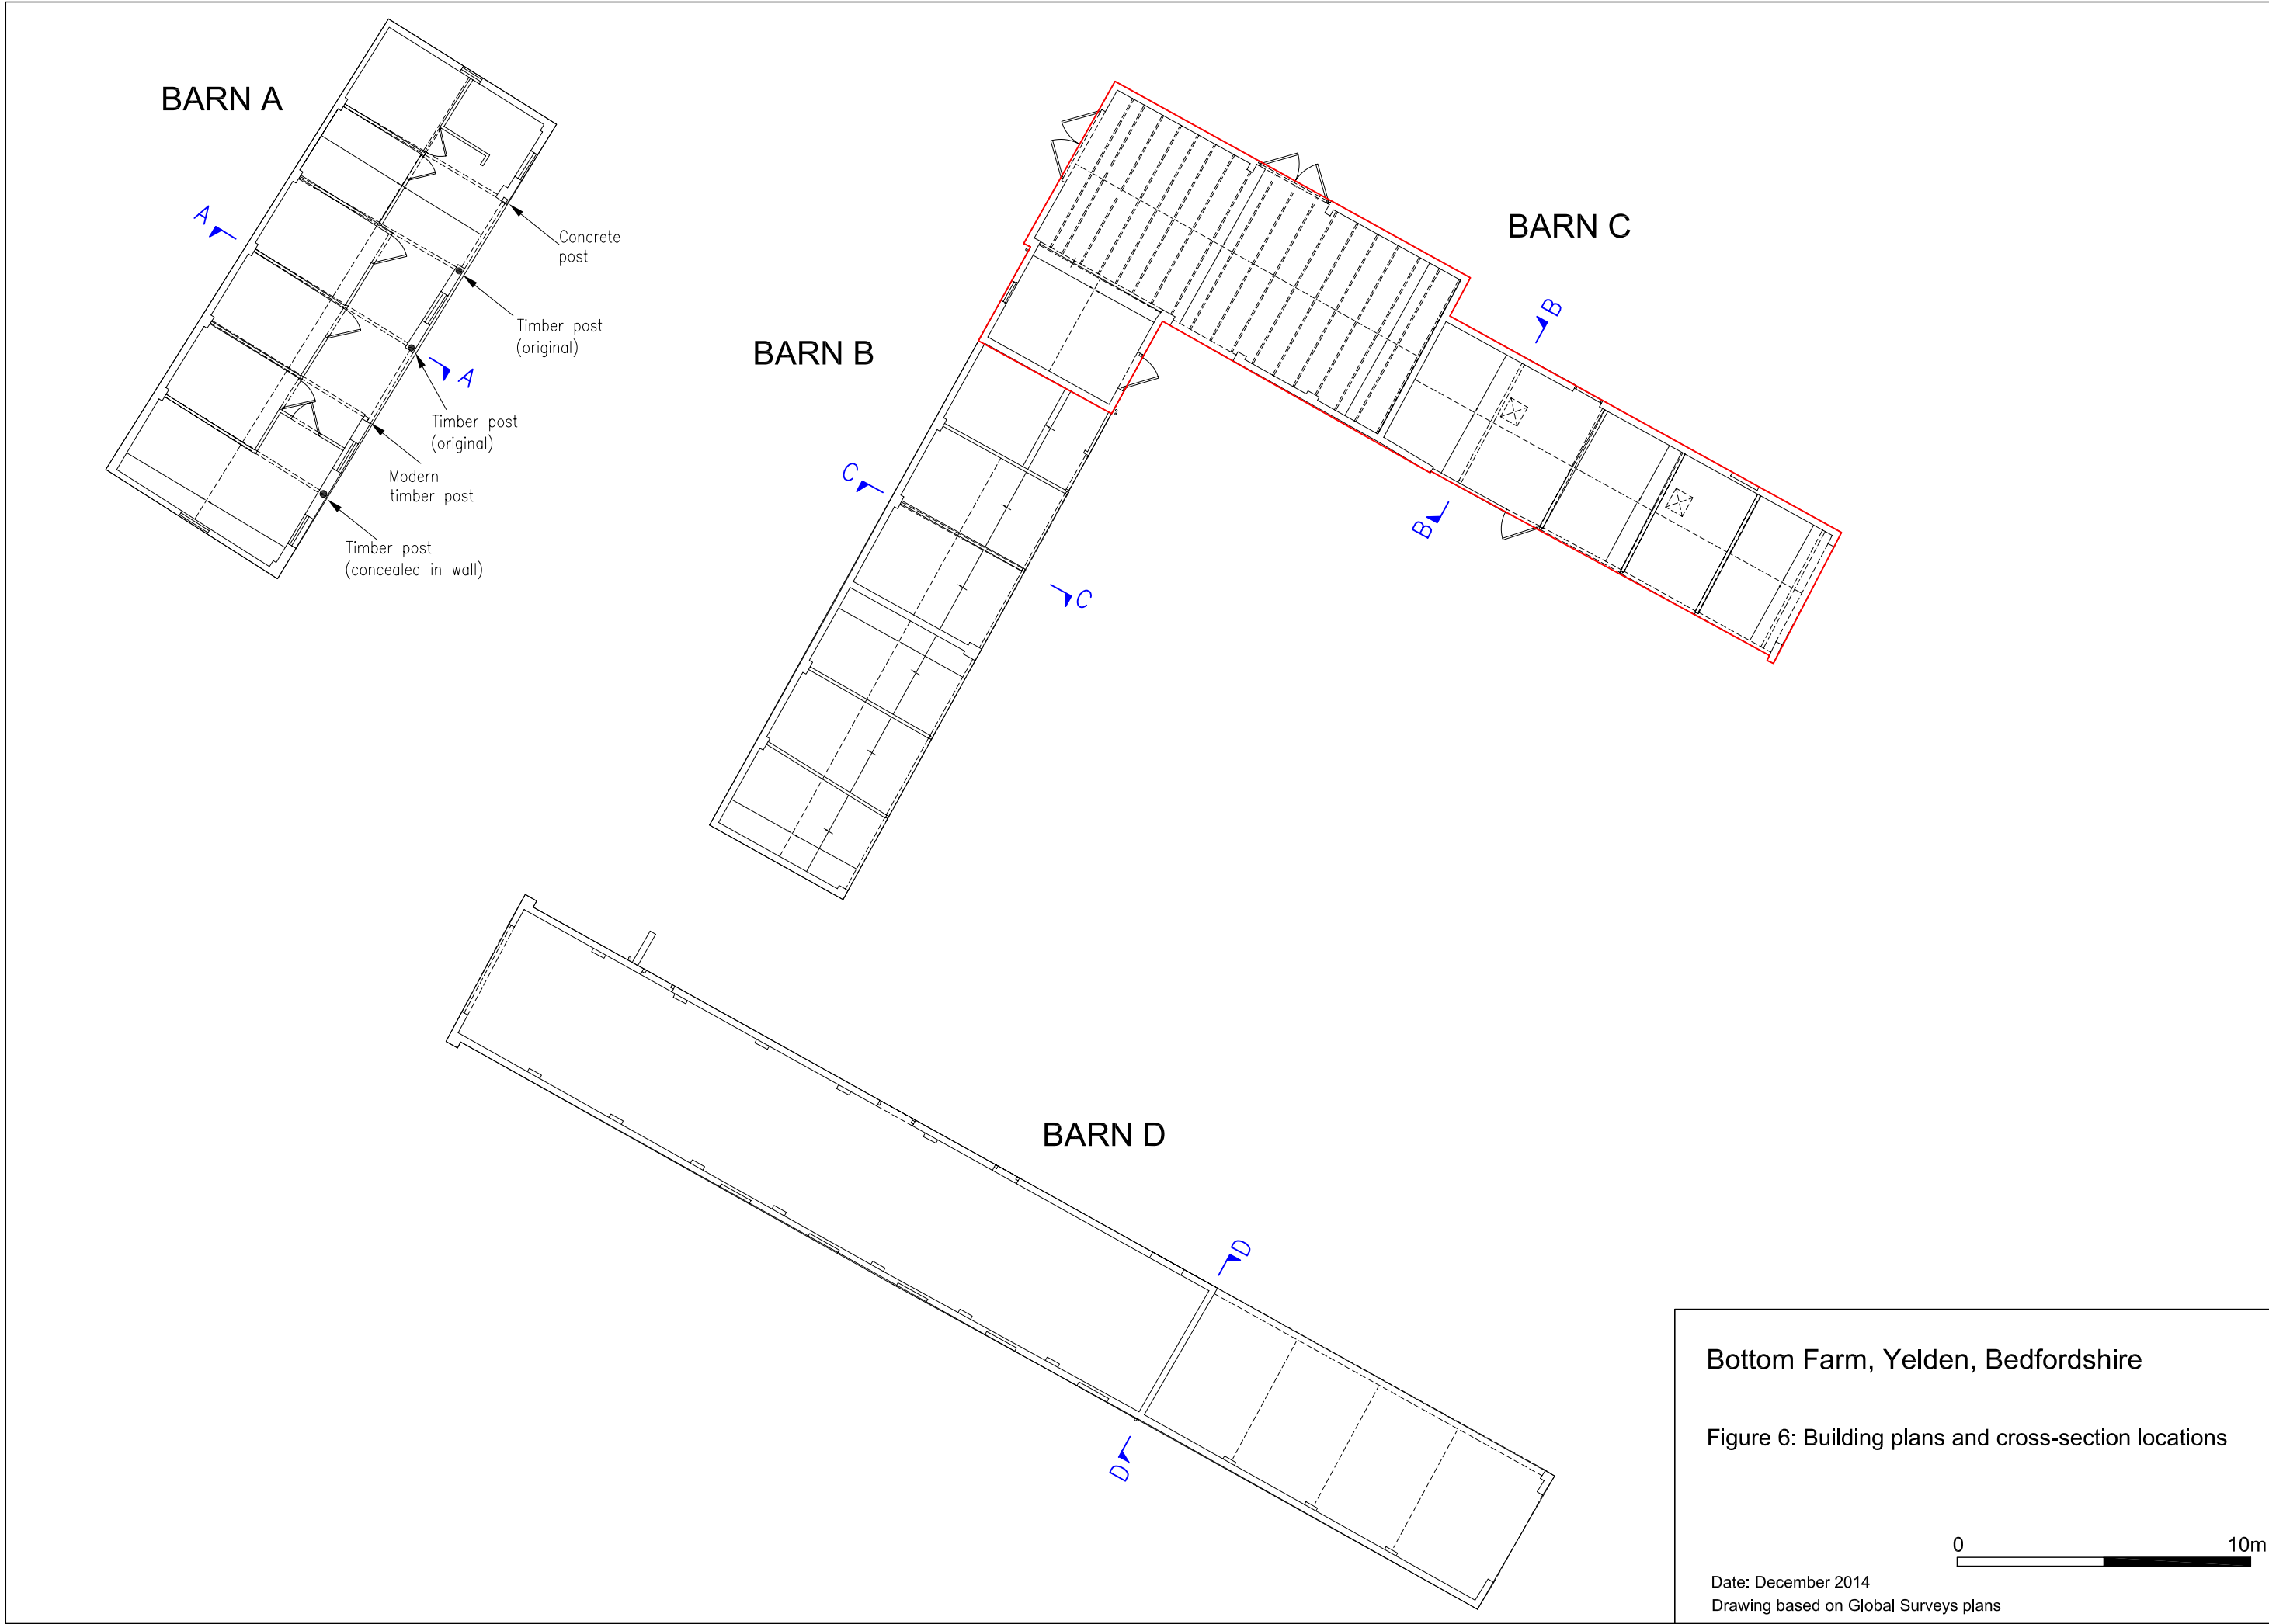 BARN A
A
A
Concrete
post
Timber post
(original)
Timber post
(original)
Modern
timber post
Timber post
(concealed in wall)
BARN B
C
C
BARN C
B
B
BARN D
D
D
Bottom Farm, Yelden, Bedfordshire
Figure 6: Building plans and cross-section locations
0 10m
Date: December 2014
Drawing based on Global Surveys plans